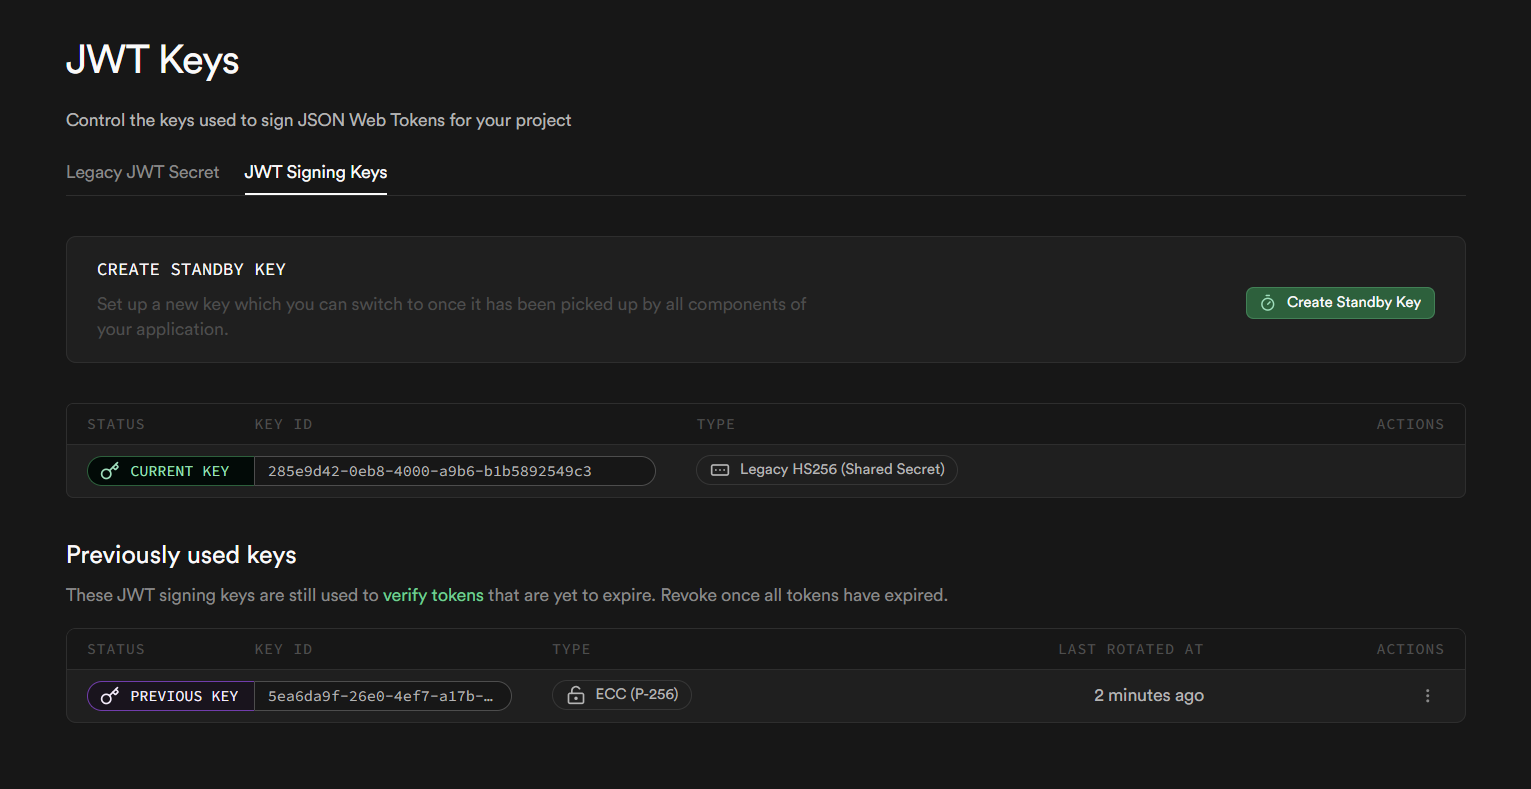 JWT Keys
Control the keys used to sign JSON Web Tokens for your project
Legacy JWT Secret JWT Signing Keys
CREATE STANDBY KEY
Set up a new key which you can switch to once it has been picked up by all components of
your application.
Create Standby Key
STATUS KEY ID TYPE ACTIONS
CURRENT KEY 285e9d42-0eb8-4000-a9b6-b1b5892549c3 Legacy HS256 (Shared Secret)
Previously used keys
These JWT signing keys are still used to verify tokens that are yet to expire. Revoke once all tokens have expired.
STATUS KEY ID TYPE LAST ROTATED AT ACTIONS
PREVIOUS KEY 5ea6da9f-26e0-4ef7-a17b-… ECC (P-256) 2 minutes ago